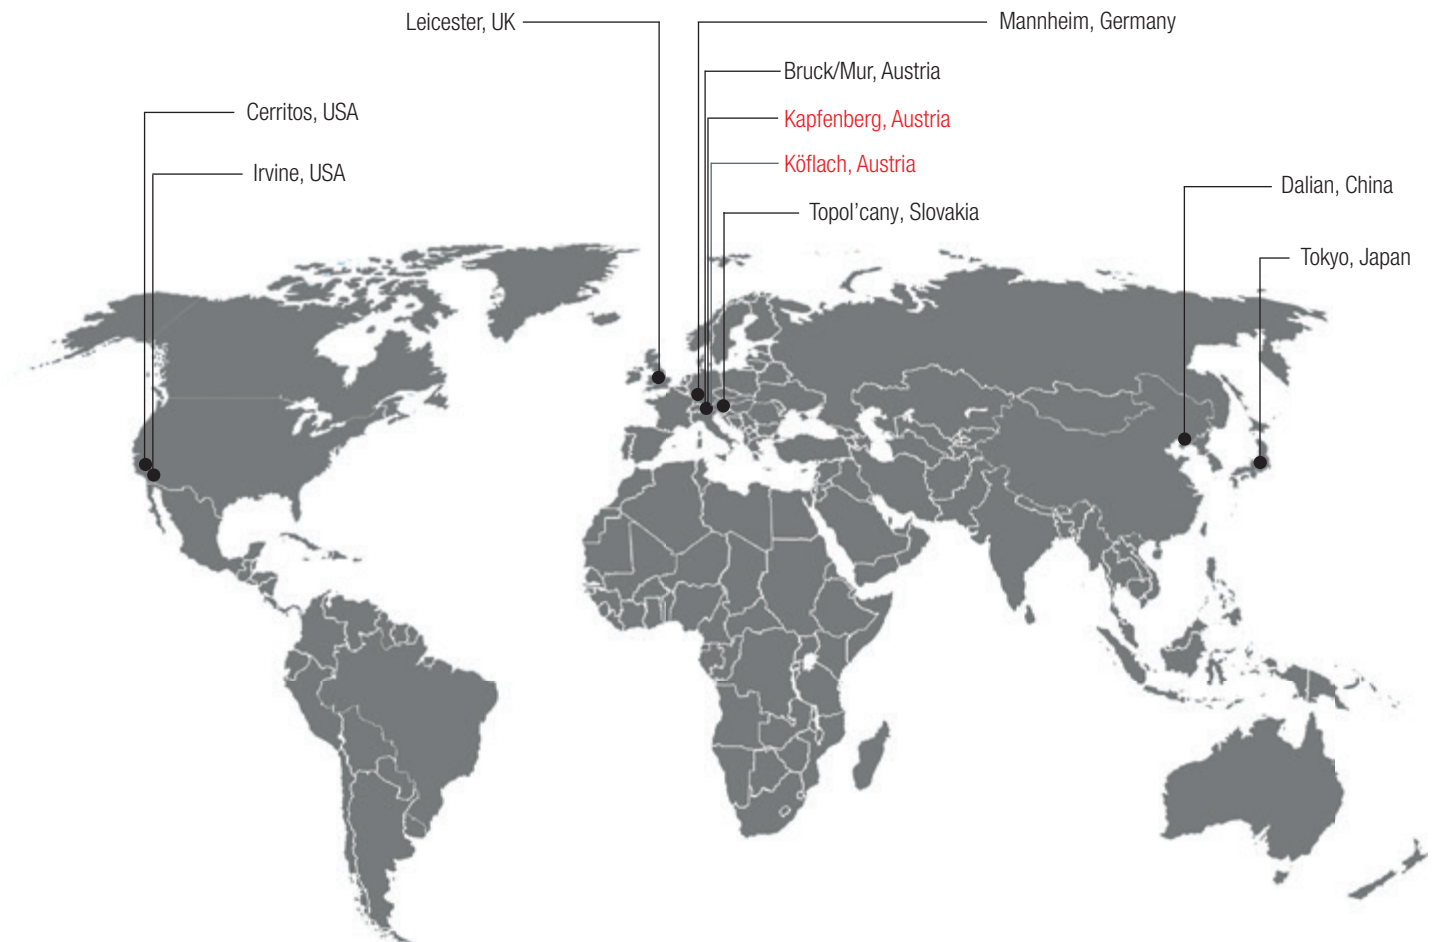 Leicester, UK
Mannheim, Germany
Bruck/Mur, Austria
Cerritos, USA
Kapfenberg, Austria
Köflach, Austria
Irvine, USA
Dalian, China
Topol'cany, Slovakia
Tokyo, Japan